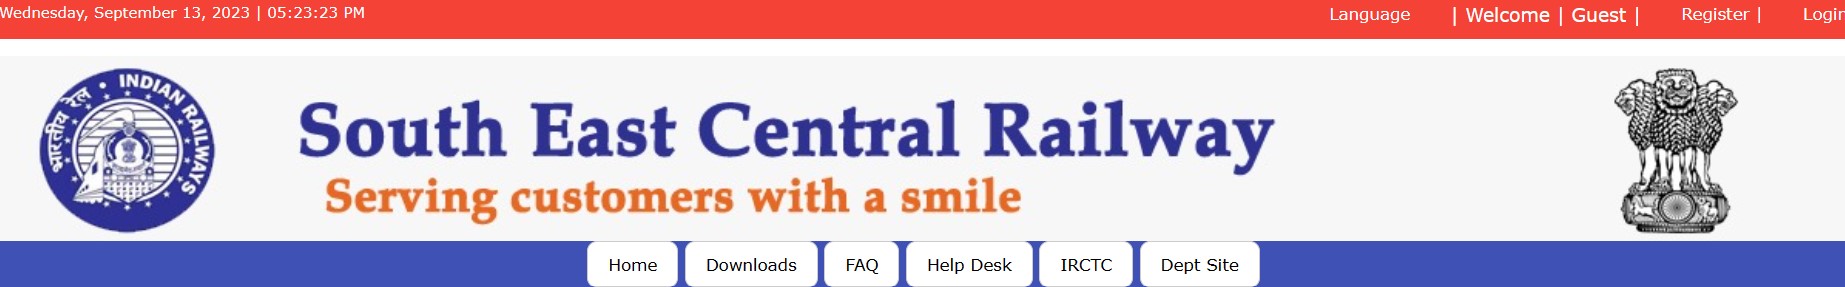 Wednesday, September 13, 2023 | 05:23:23 PM
Language | Welcome | Guest | Register | Login
भारतीय रेल • INDIAN RAILWAYS
South East Central Railway
Serving customers with a smile
Home Downloads FAQ Help Desk IRCTC Dept Site